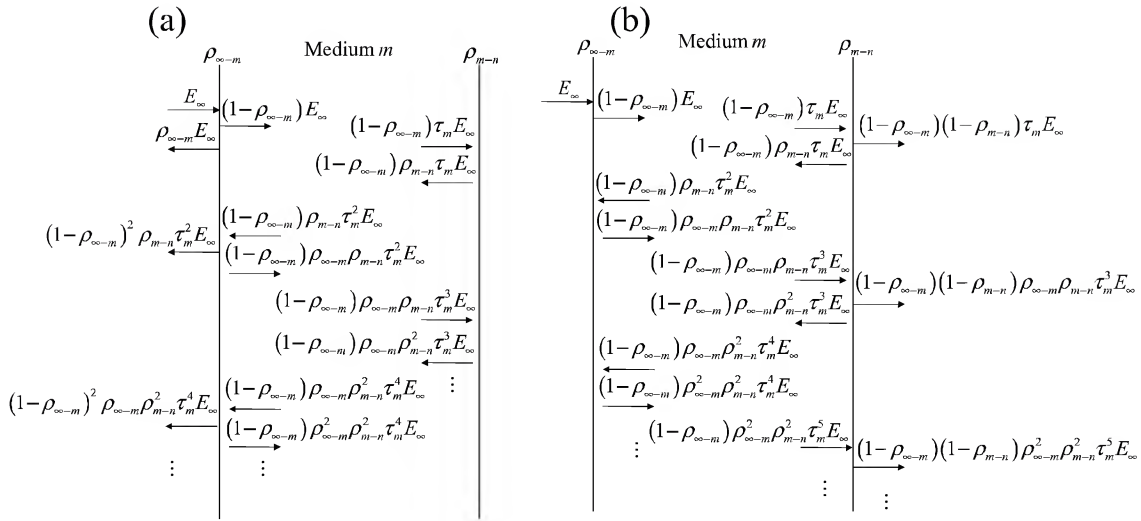 (a)
Medium m
ρ∞−m
ρm−n
E∞
(1−ρ∞−m)E∞
ρ∞−mE∞
(1−ρ∞−m)τmE∞
(1−ρ∞−m)ρm−nτmE∞
(1−ρ∞−m)ρm−nτm²E∞
(1−ρ∞−m)²ρm−nτm²E∞
(1−ρ∞−m)ρ∞−mρm−nτm²E∞
(1−ρ∞−m)ρ∞−mρm−nτm³E∞
(1−ρ∞−m)ρ∞−mρ²m−nτm³E∞
⋮
(1−ρ∞−m)ρ∞−mρ²m−nτm⁴E∞
(1−ρ∞−m)²ρ∞−mρ²m−nτm⁴E∞
(1−ρ∞−m)ρ²∞−mρ²m−nτm⁴E∞
⋮ ⋮
(b)
Medium m
ρ∞−m
ρm−n
E∞
(1−ρ∞−m)E∞
(1−ρ∞−m)τmE∞
(1−ρ∞−m)(1−ρm−n)τmE∞
(1−ρ∞−m)ρm−nτmE∞
(1−ρ∞−m)ρm−nτm²E∞
(1−ρ∞−m)ρ∞−mρm−nτm²E∞
(1−ρ∞−m)ρ∞−mρm−nτm³E∞
(1−ρ∞−m)(1−ρm−n)ρ∞−mρm−nτm³E∞
(1−ρ∞−m)ρ∞−mρ²m−nτm³E∞
(1−ρ∞−m)ρ∞−mρ²m−nτm⁴E∞
(1−ρ∞−m)ρ²∞−mρ²m−nτm⁴E∞
⋮
(1−ρ∞−m)ρ²∞−mρ²m−nτm⁵E∞
(1−ρ∞−m)(1−ρm−n)ρ²∞−mρ²m−nτm⁵E∞
⋮ ⋮